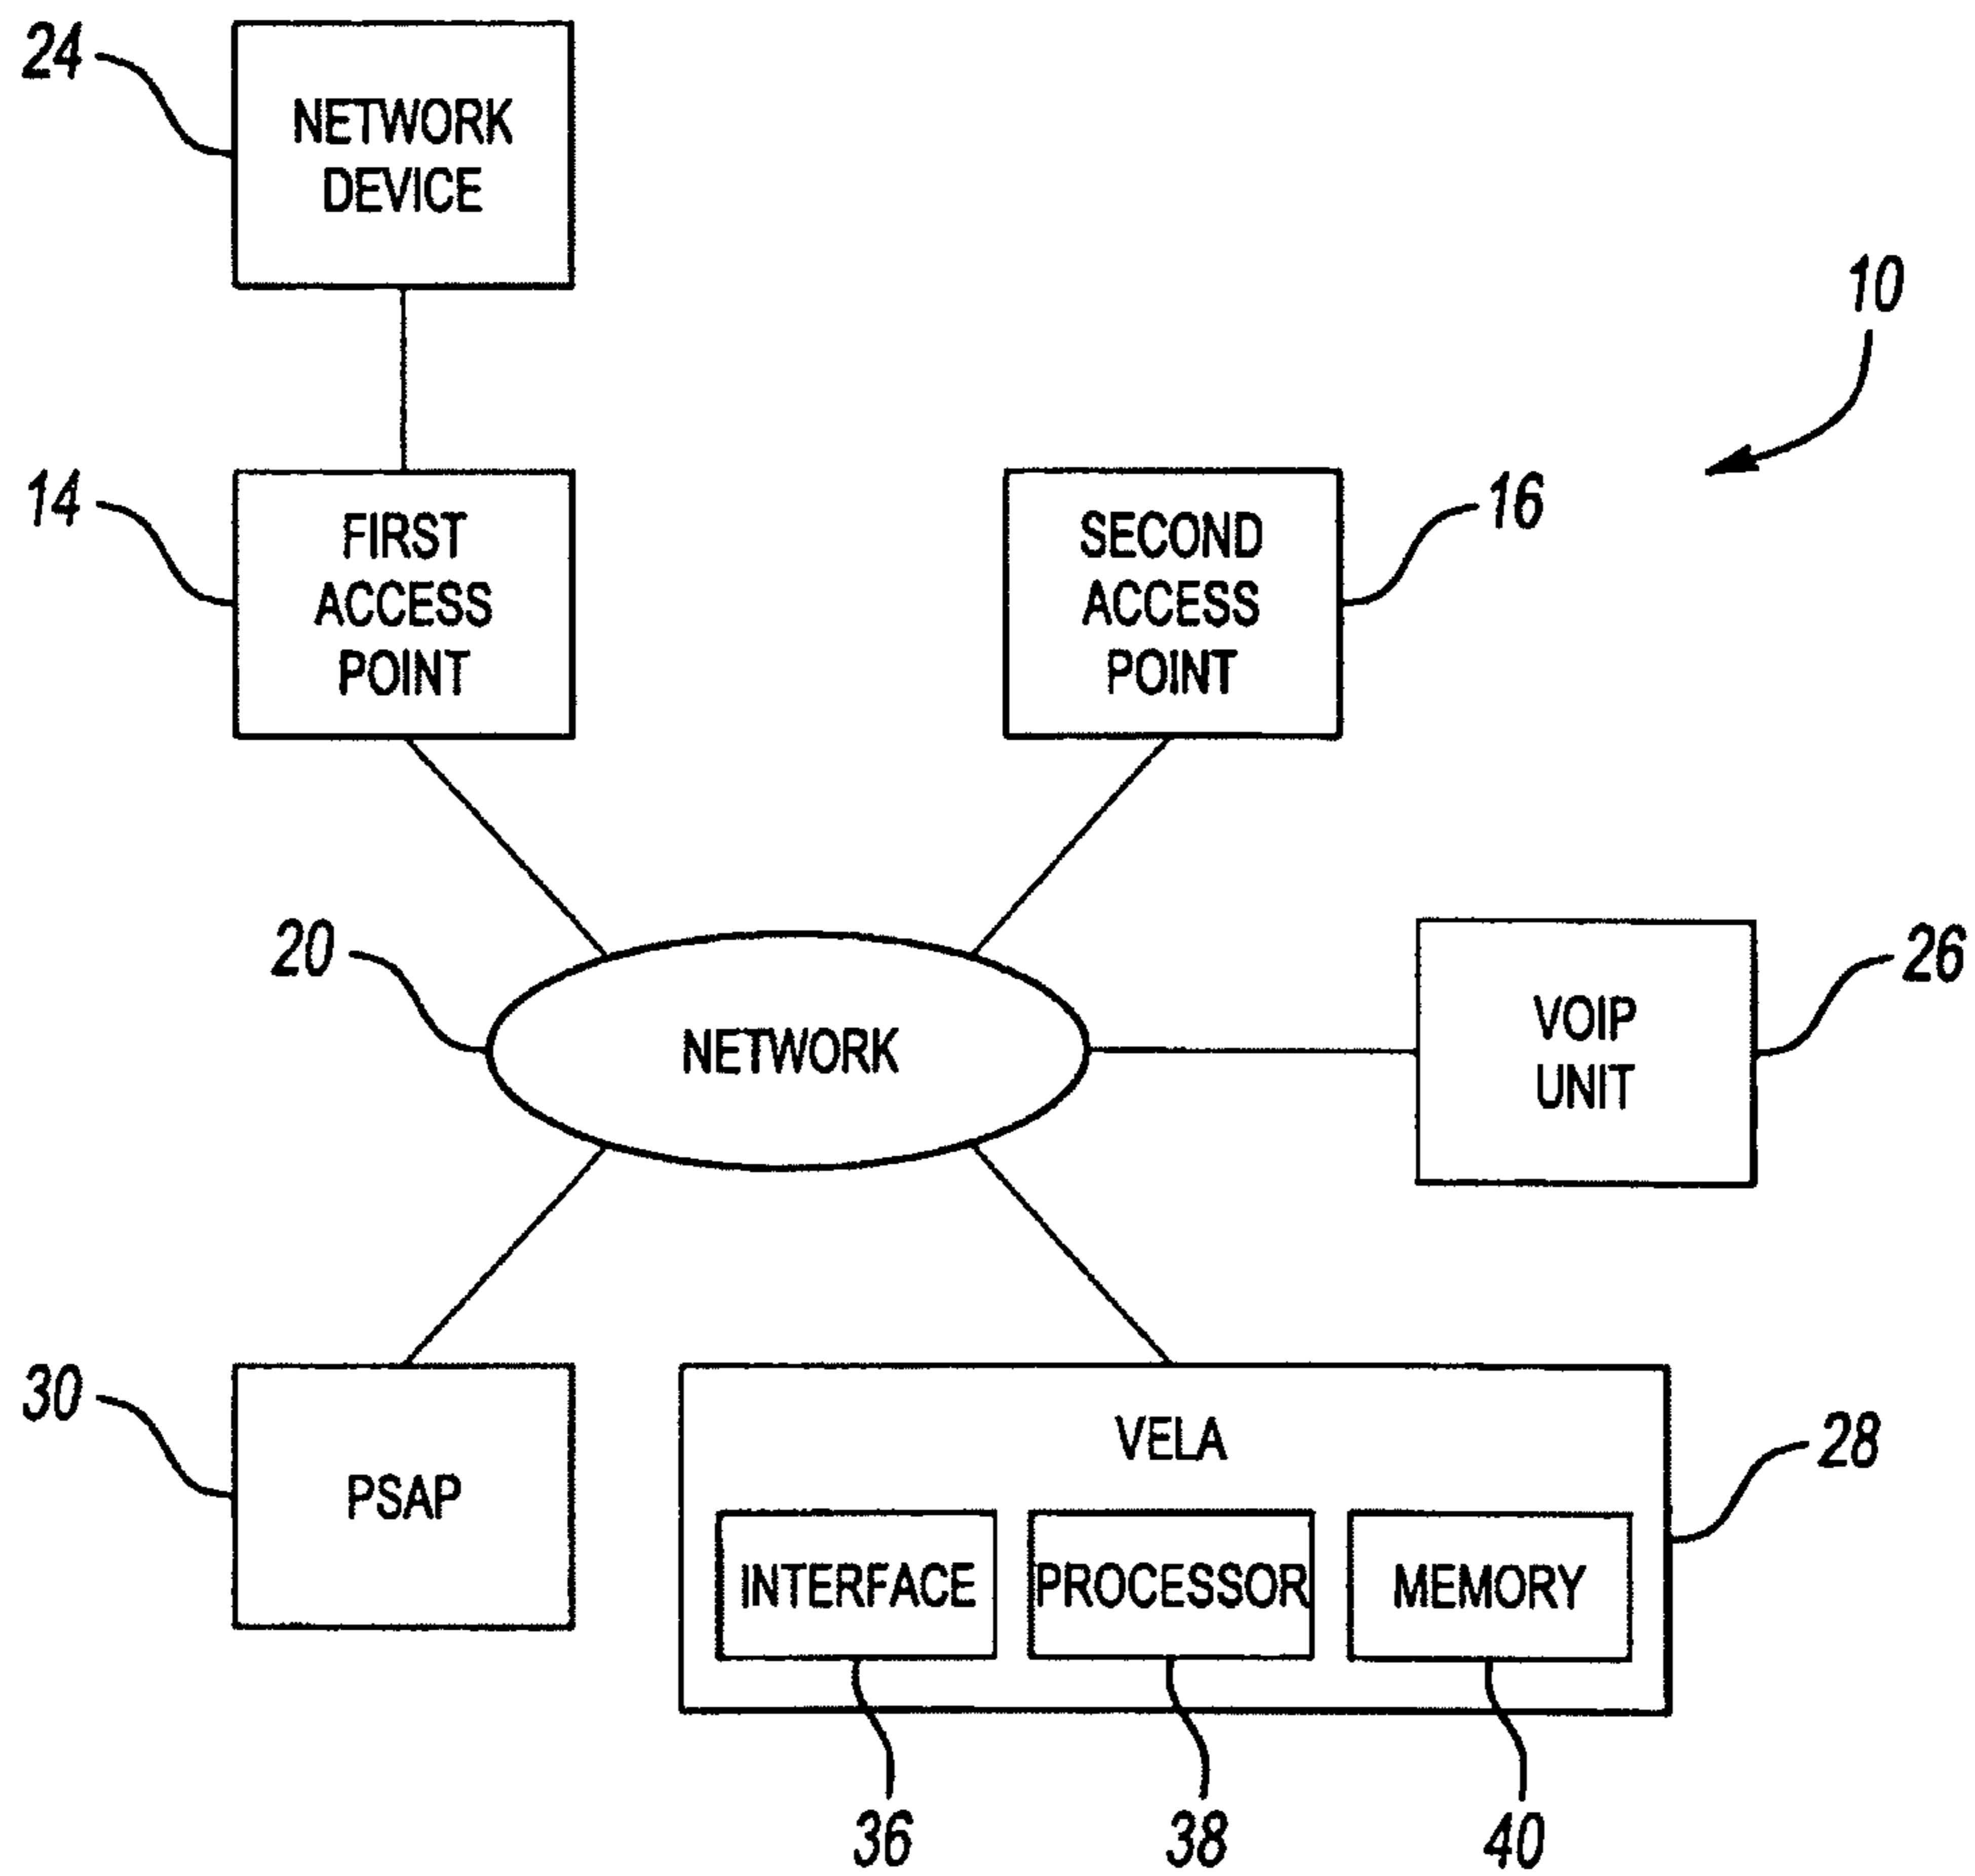 24
NETWORK
DEVICE
10
14
FIRST
ACCESS
POINT
SECOND
ACCESS
POINT
16
20
NETWORK
VOIP
UNIT
26
30
PSAP
VELA
28
INTERFACE
PROCESSOR
MEMORY
36
38
40